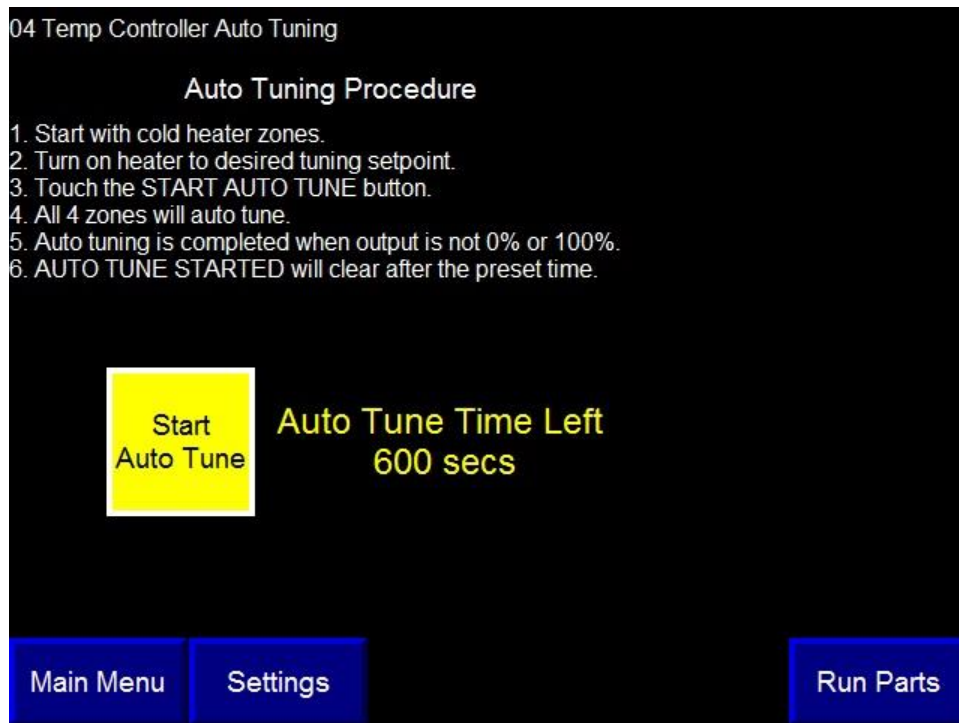 04 Temp Controller Auto Tuning
Auto Tuning Procedure
1. Start with cold heater zones.
2. Turn on heater to desired tuning setpoint.
3. Touch the START AUTO TUNE button.
4. All 4 zones will auto tune.
5. Auto tuning is completed when output is not 0% or 100%.
6. AUTO TUNE STARTED will clear after the preset time.
Start
Auto Tune
Auto Tune Time Left
600 secs
Main Menu
Settings
Run Parts